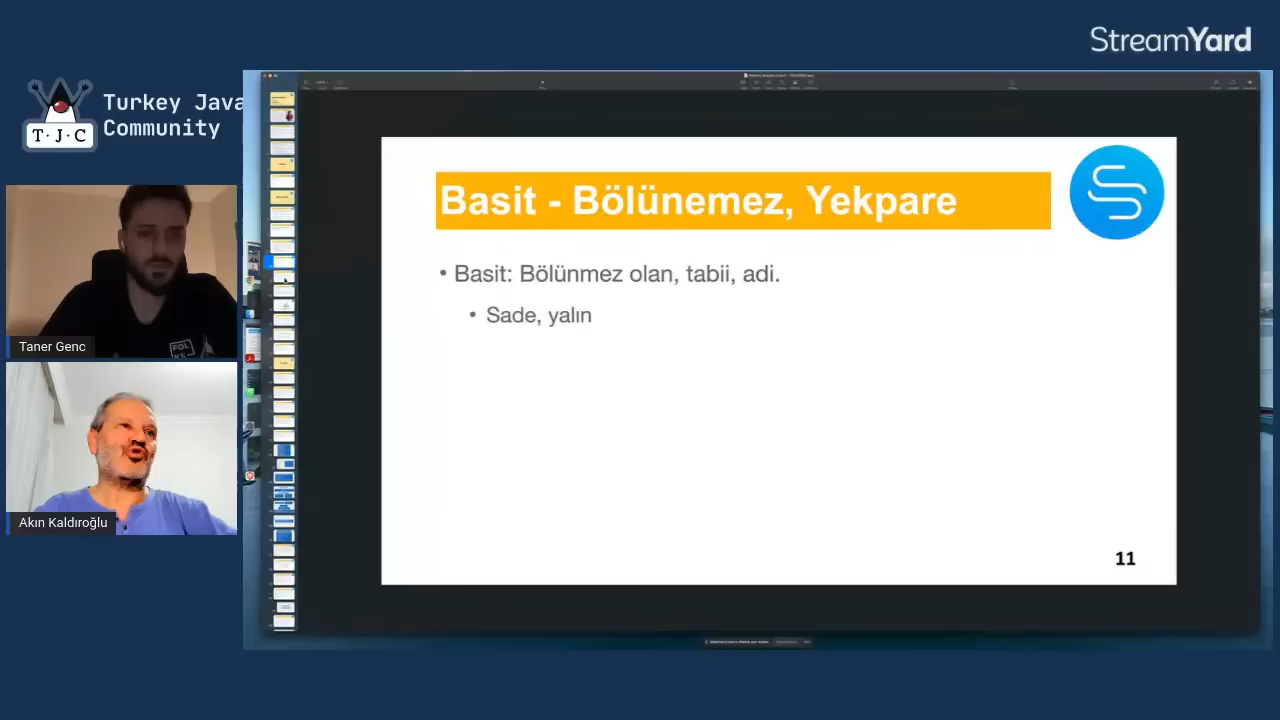 StreamYard
Turkey Java
Community
T·J·C
Taner Genc
Akın Kaldıroğlu
Basit - Bölünemez, Yekpare
• Basit: Bölünmez olan, tabii, adi.
• Sade, yalın
11